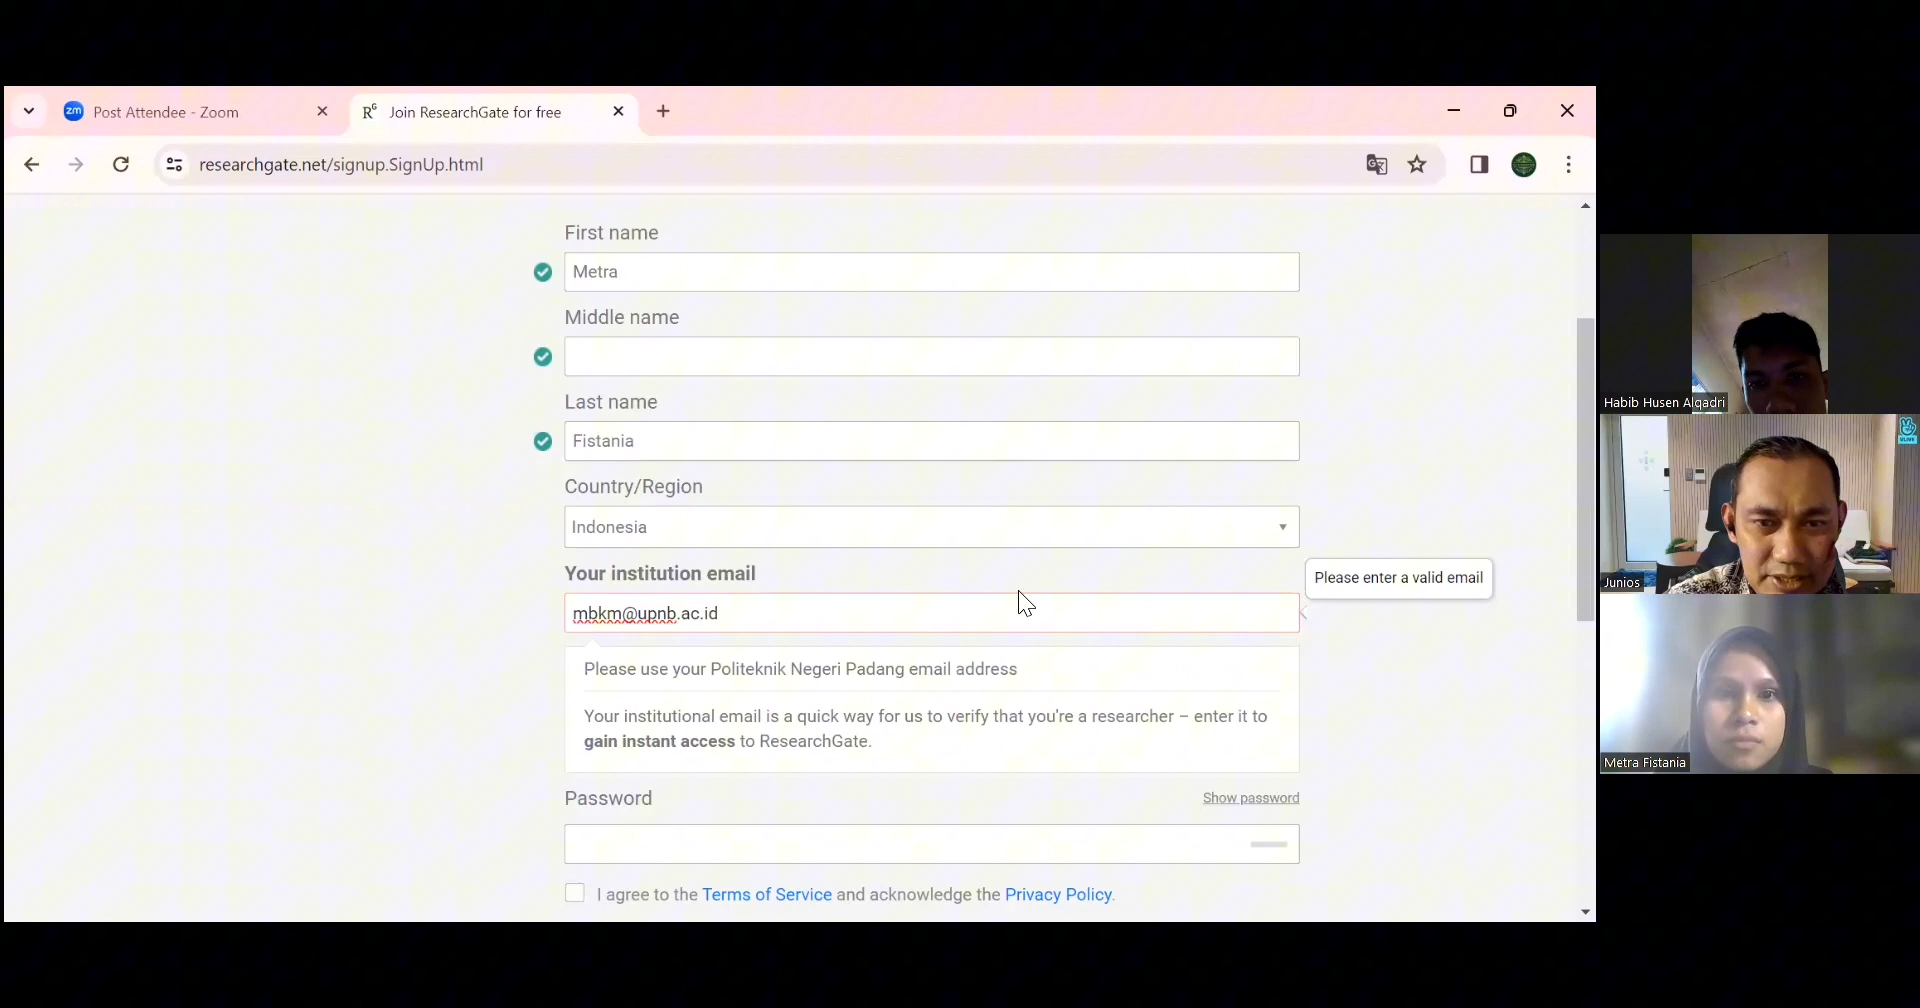 zm Post Attendee - Zoom
RG Join ResearchGate for free
researchgate.net/signup.SignUp.html
First name
Metra
Middle name
Last name
Fistania
Country/Region
Indonesia
Your institution email
Please enter a valid email
mbkm@upnb.ac.id
Please use your Politeknik Negeri Padang email address
Your institutional email is a quick way for us to verify that you're a researcher – enter it to
gain instant access to ResearchGate.
Password
Show password
I agree to the Terms of Service and acknowledge the Privacy Policy.
Habib Husen Alqadri
VLIVE
Junios
Metra Fistania